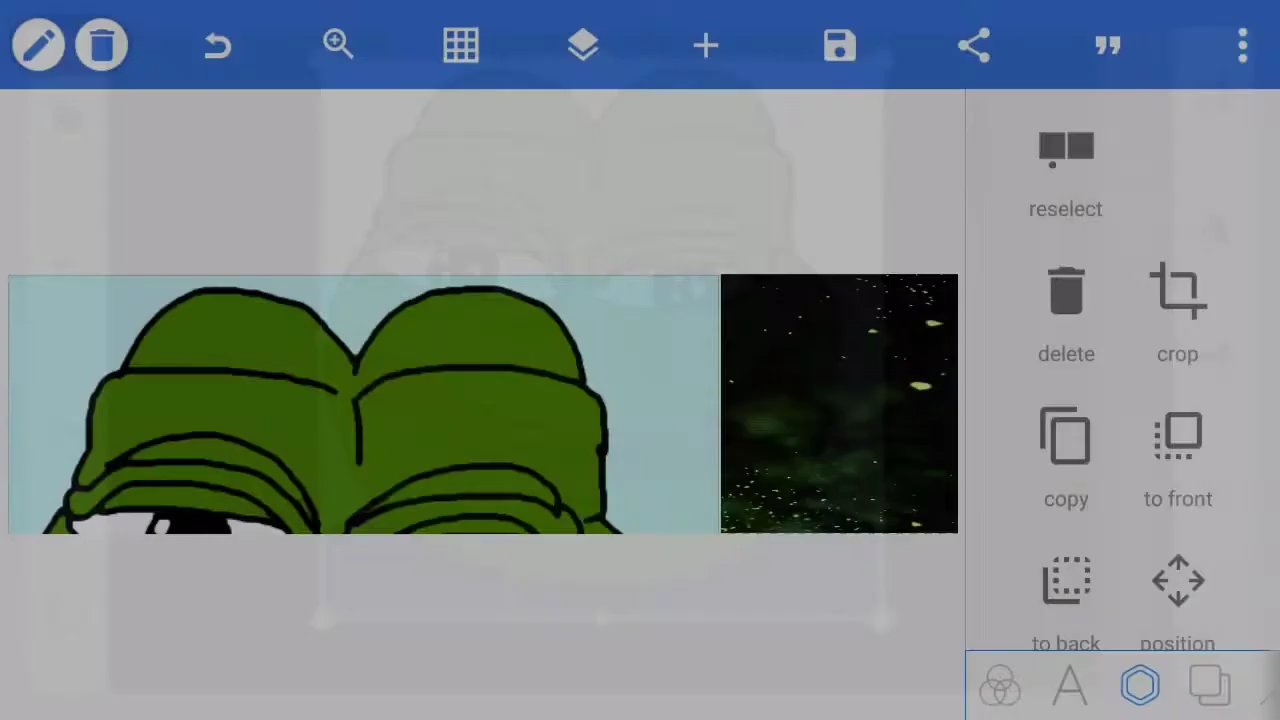 reselect
delete crop
copy to front
to back position